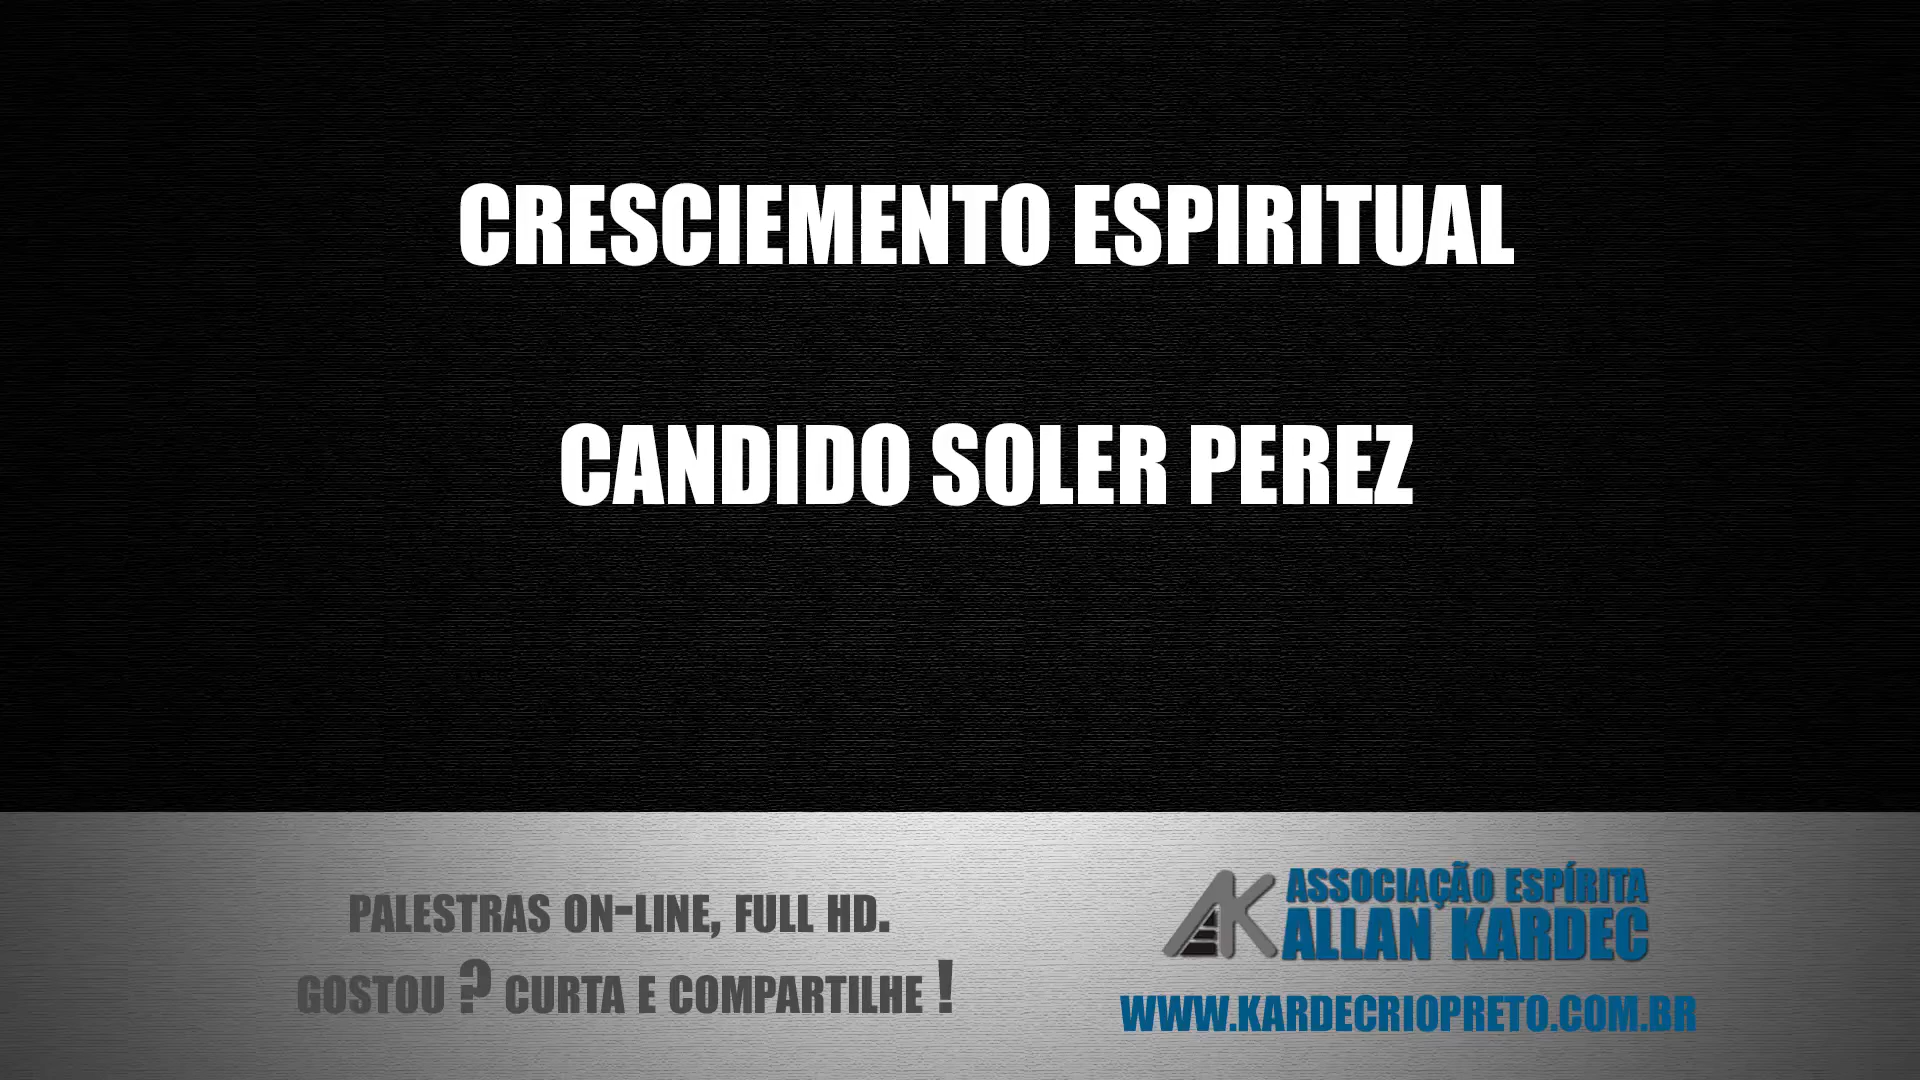 CRESCIEMENTO ESPIRITUAL
CANDIDO SOLER PEREZ
PALESTRAS ON-LINE, FULL HD.
GOSTOU ? CURTA E COMPARTILHE !
AK
ASSOCIAÇÃO ESPÍRITA
ALLAN KARDEC
WWW.KARDECRIOPRETO.COM.BR